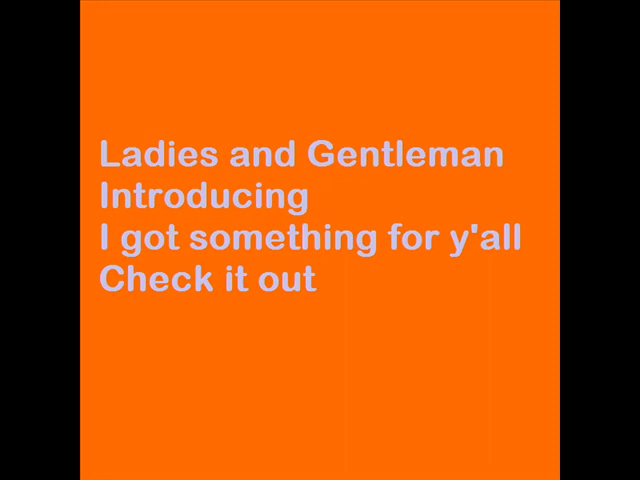 Ladies and Gentleman
Introducing
I got something for y'all
Check it out